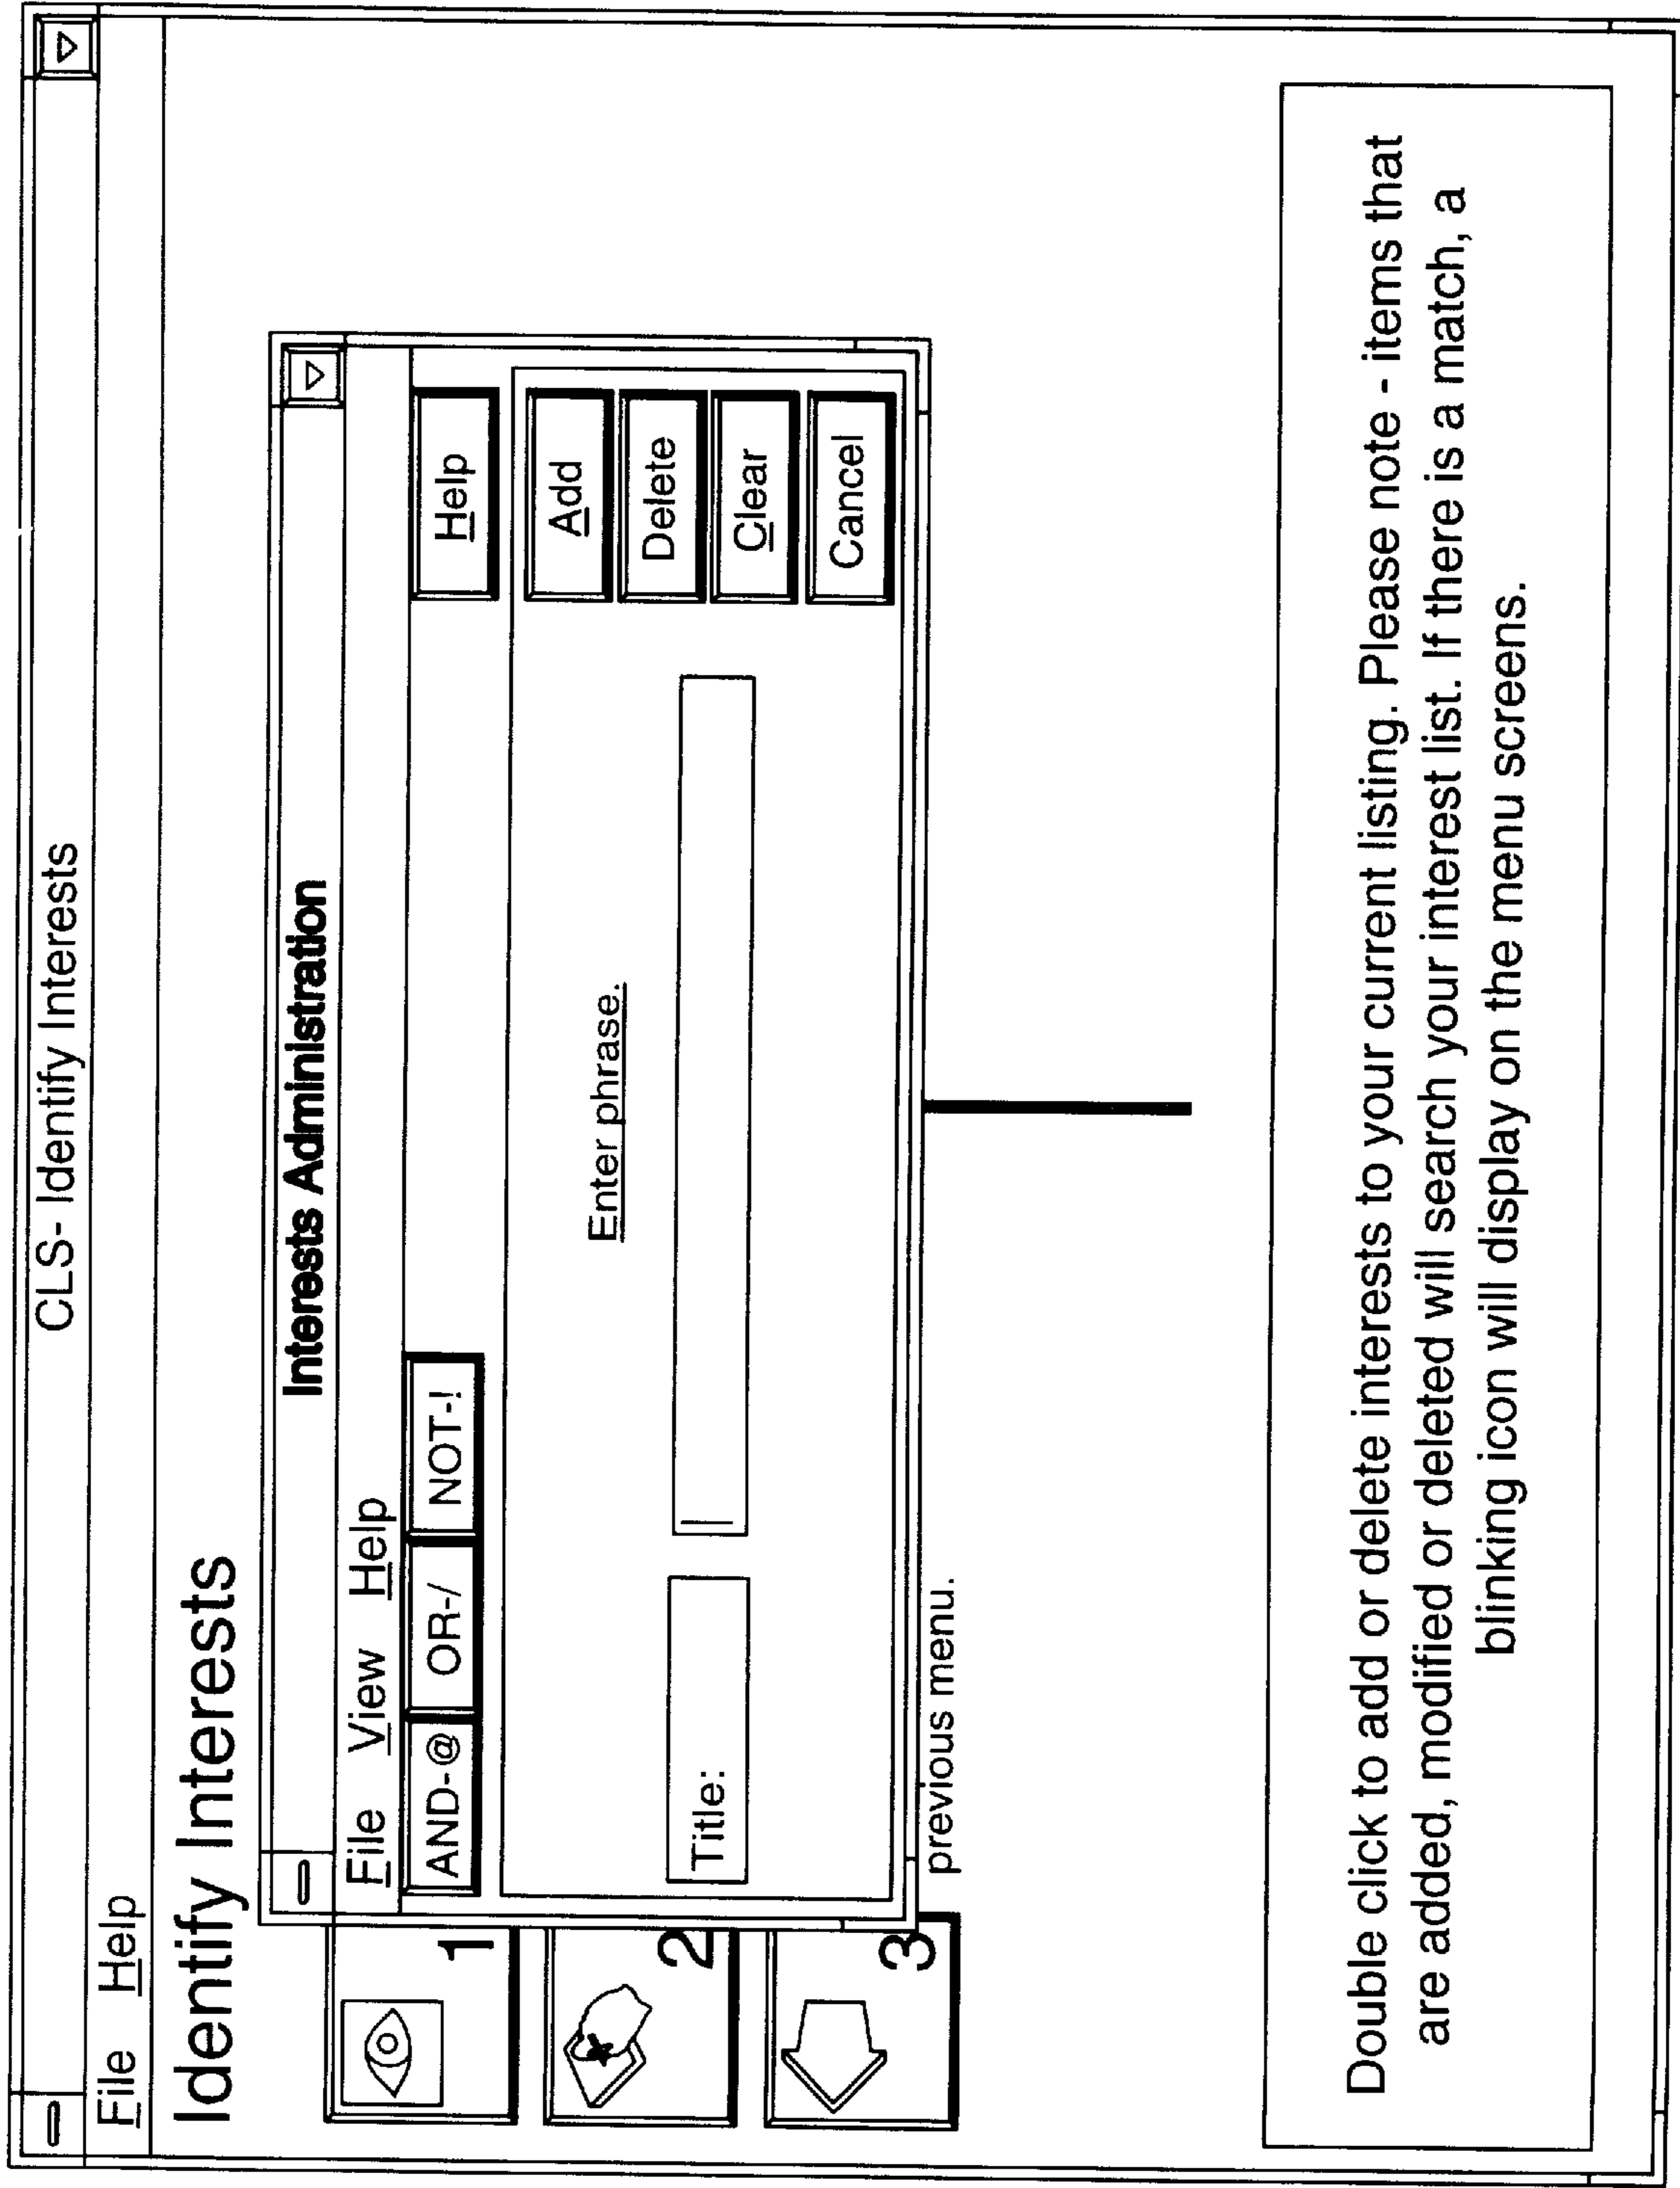 CLS- Identify Interests
File Help
Identify Interests
Interests Administration
File View Help
AND-@ OR-/ NOT-! Help
Enter phrase.
Title:
Add
Delete
Clear
Cancel
1
2
3
previous menu.
Double click to add or delete interests to your current listing. Please note - items that
are added, modified or deleted will search your interest list. If there is a match, a
blinking icon will display on the menu screens.